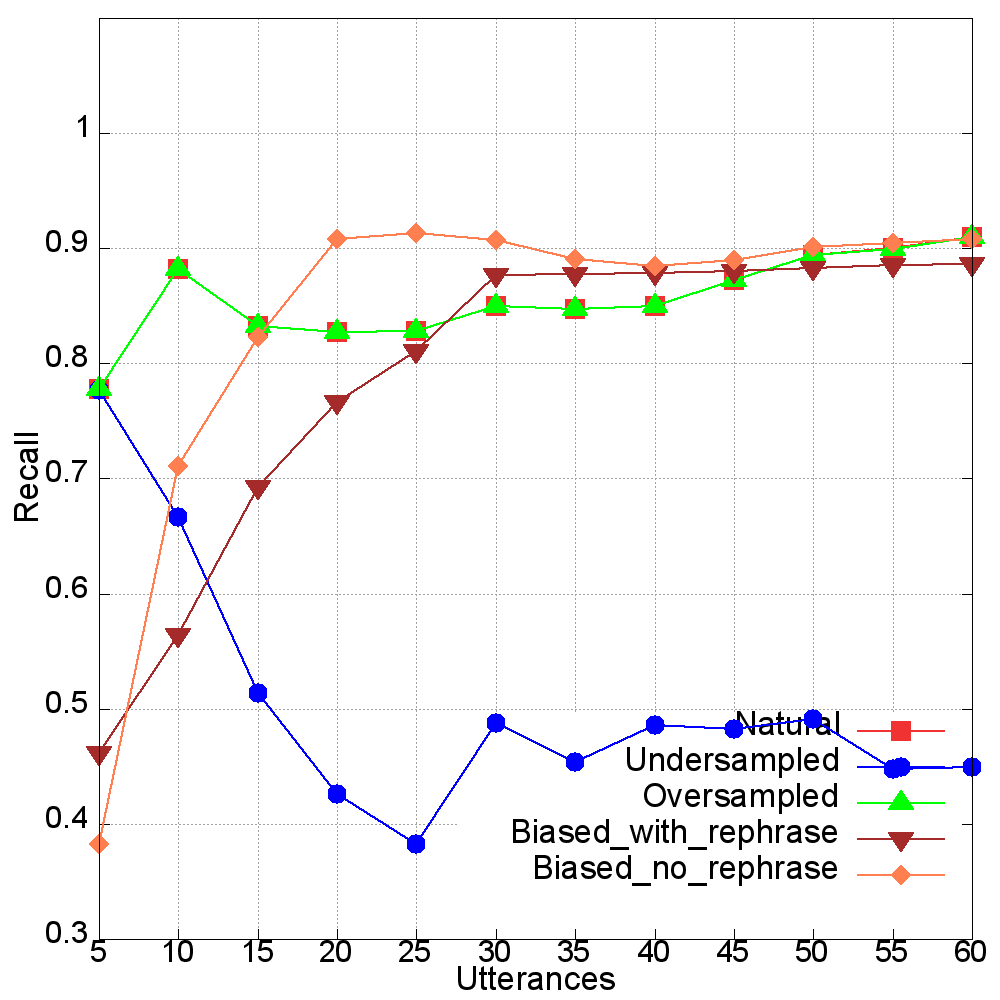 1
0.9
0.8
0.7
0.6
0.5
0.4
0.3
Recall
Natural
Undersampled
Oversampled
Biased_with_rephrase
Biased_no_rephrase
5 10 15 20 25 30 35 40 45 50 55 60
Utterances